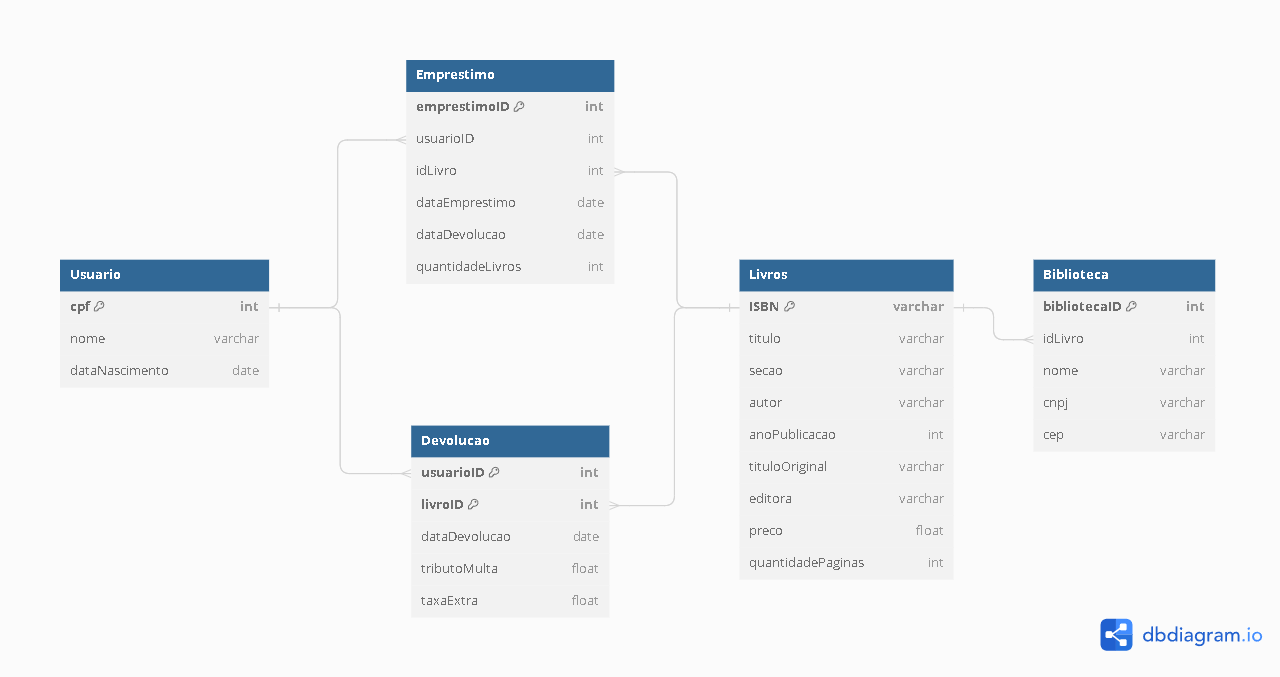 Emprestimo
emprestimoID int
usuarioID int
idLivro int
dataEmprestimo date
dataDevolucao date
quantidadeLivros int
Usuario
cpf int
nome varchar
dataNascimento date
Devolucao
usuarioID int
livroID int
dataDevolucao date
tributoMulta float
taxaExtra float
Livros
ISBN varchar
titulo varchar
secao varchar
autor varchar
anoPublicacao int
tituloOriginal varchar
editora varchar
preco float
quantidadePaginas int
Biblioteca
bibliotecaID int
idLivro int
nome varchar
cnpj varchar
cep varchar
dbdiagram.io